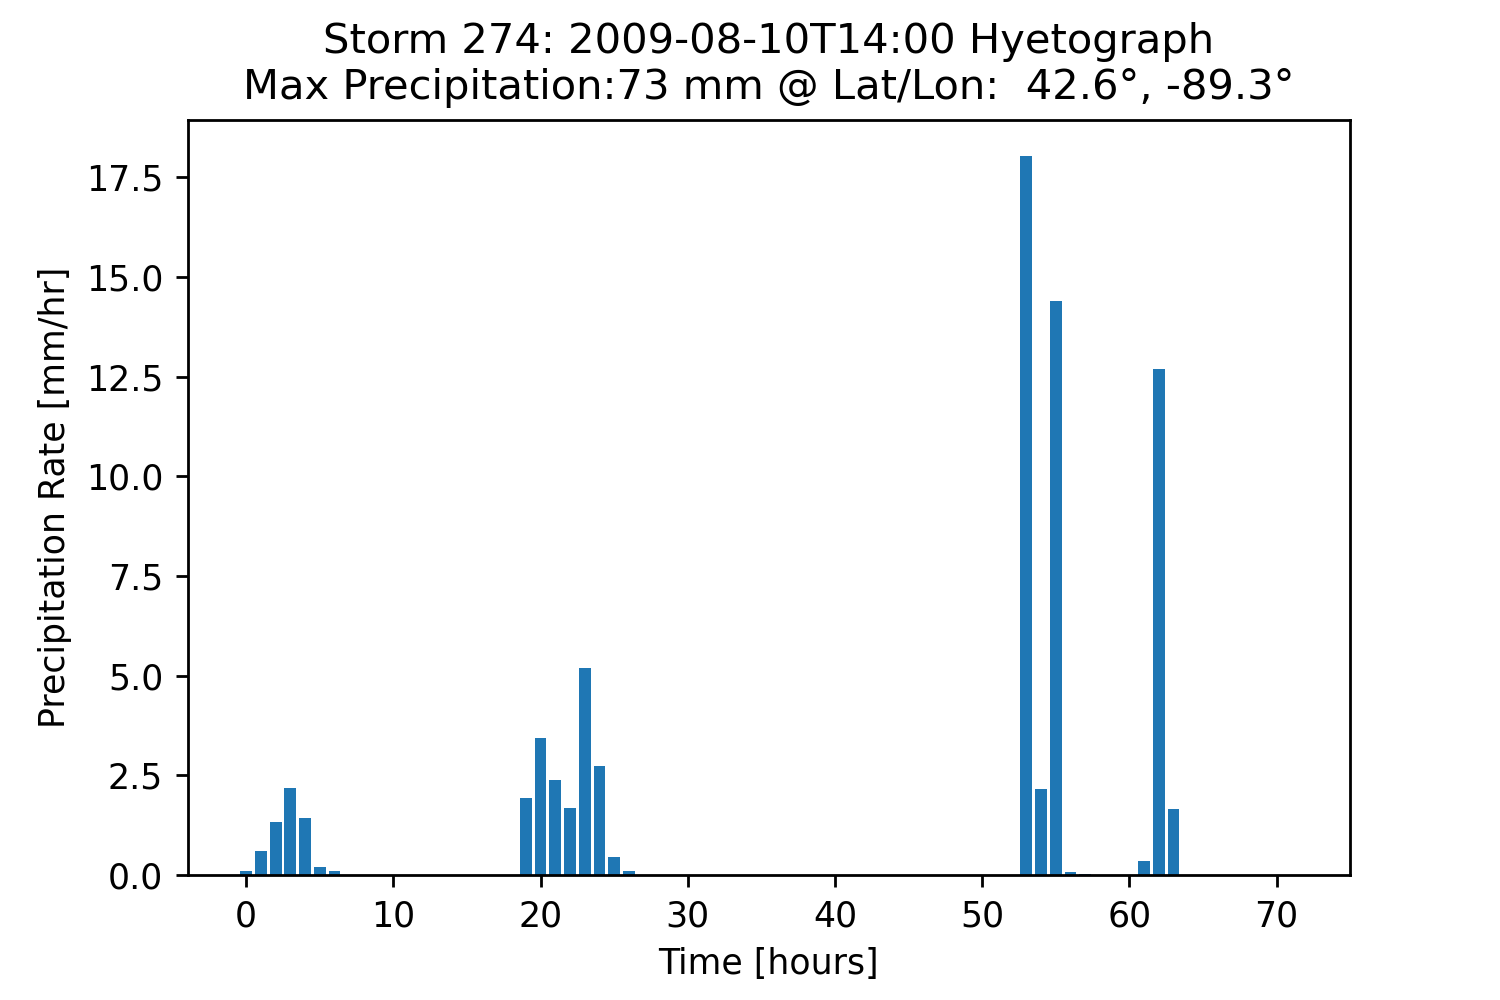 Storm 274: 2009-08-10T14:00 Hyetograph
Max Precipitation:73 mm @ Lat/Lon:  42.6°, -89.3°
17.5
15.0
12.5
10.0
7.5
5.0
2.5
0.0
Precipitation Rate [mm/hr]
0 10 20 30 40 50 60 70
Time [hours]